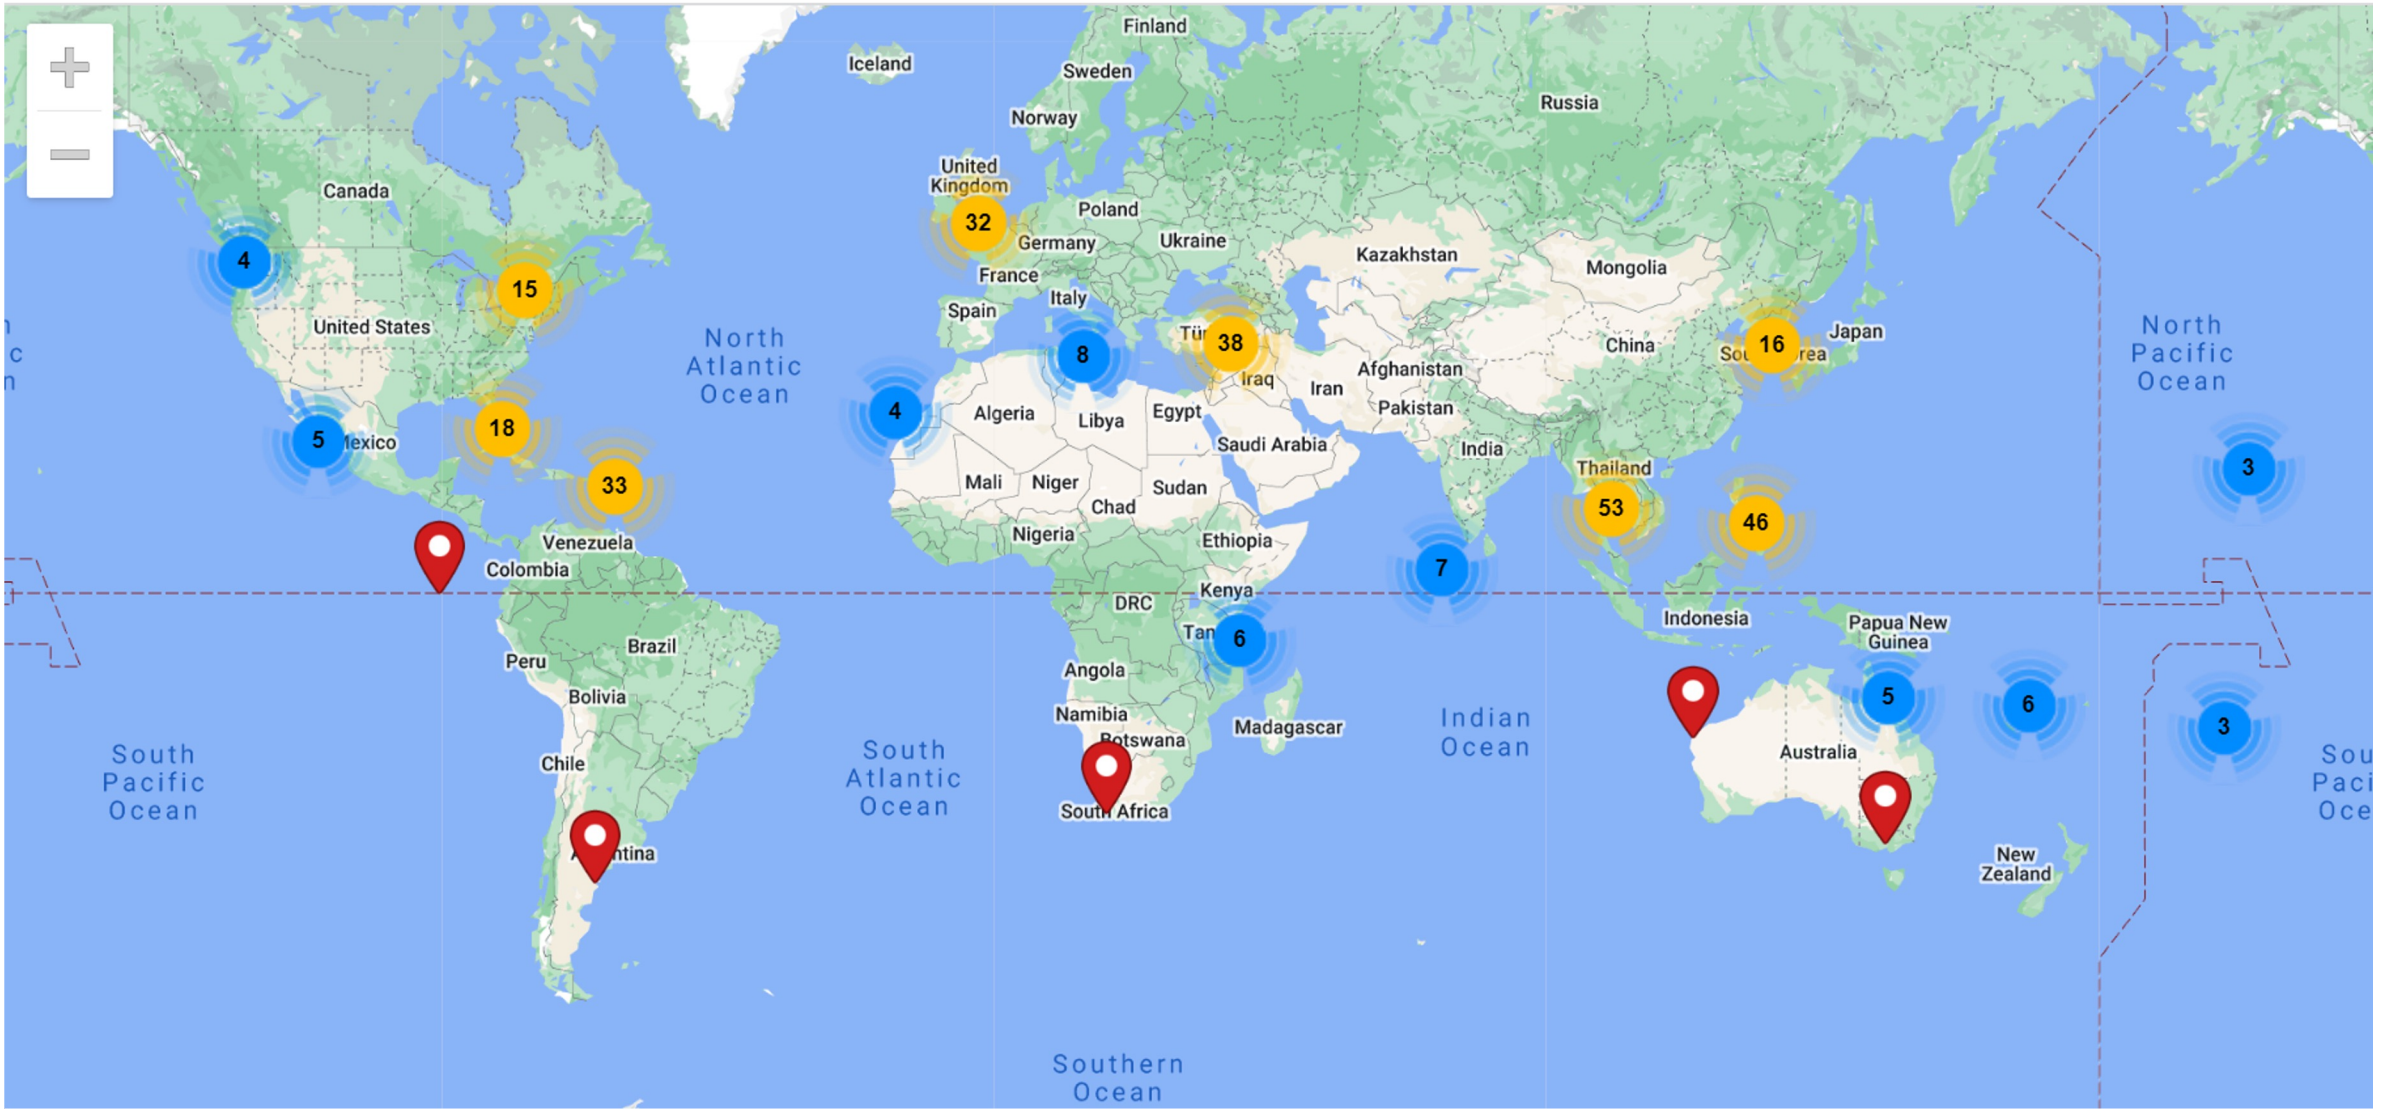 Finland
Iceland
Sweden
Russia
Norway
United
Kingdom
Canada
32
Poland
Germany
Ukraine
4
France
Kazakhstan
Mongolia
15
Italy
Spain
United States
North
Atlantic
Ocean
8
38
Iraq
Iran
Afghanistan
Pakistan
China
16
Japan
North
Pacific
Ocean
4
Algeria
Libya
Egypt
Saudi Arabia
India
5
Mexico
18
33
Mali
Niger
Chad
Sudan
Thailand
53
46
3
Nigeria
Ethiopia
Venezuela
Colombia
7
Kenya
DRC
6
Indonesia
Papua New
Guinea
Peru
Brazil
Bolivia
Angola
Namibia
Botswana
Madagascar
Indian
Ocean
5
6
3
South
Pacific
Ocean
Chile
South
Atlantic
Ocean
Australia
South Africa
New
Zealand
Southern
Ocean